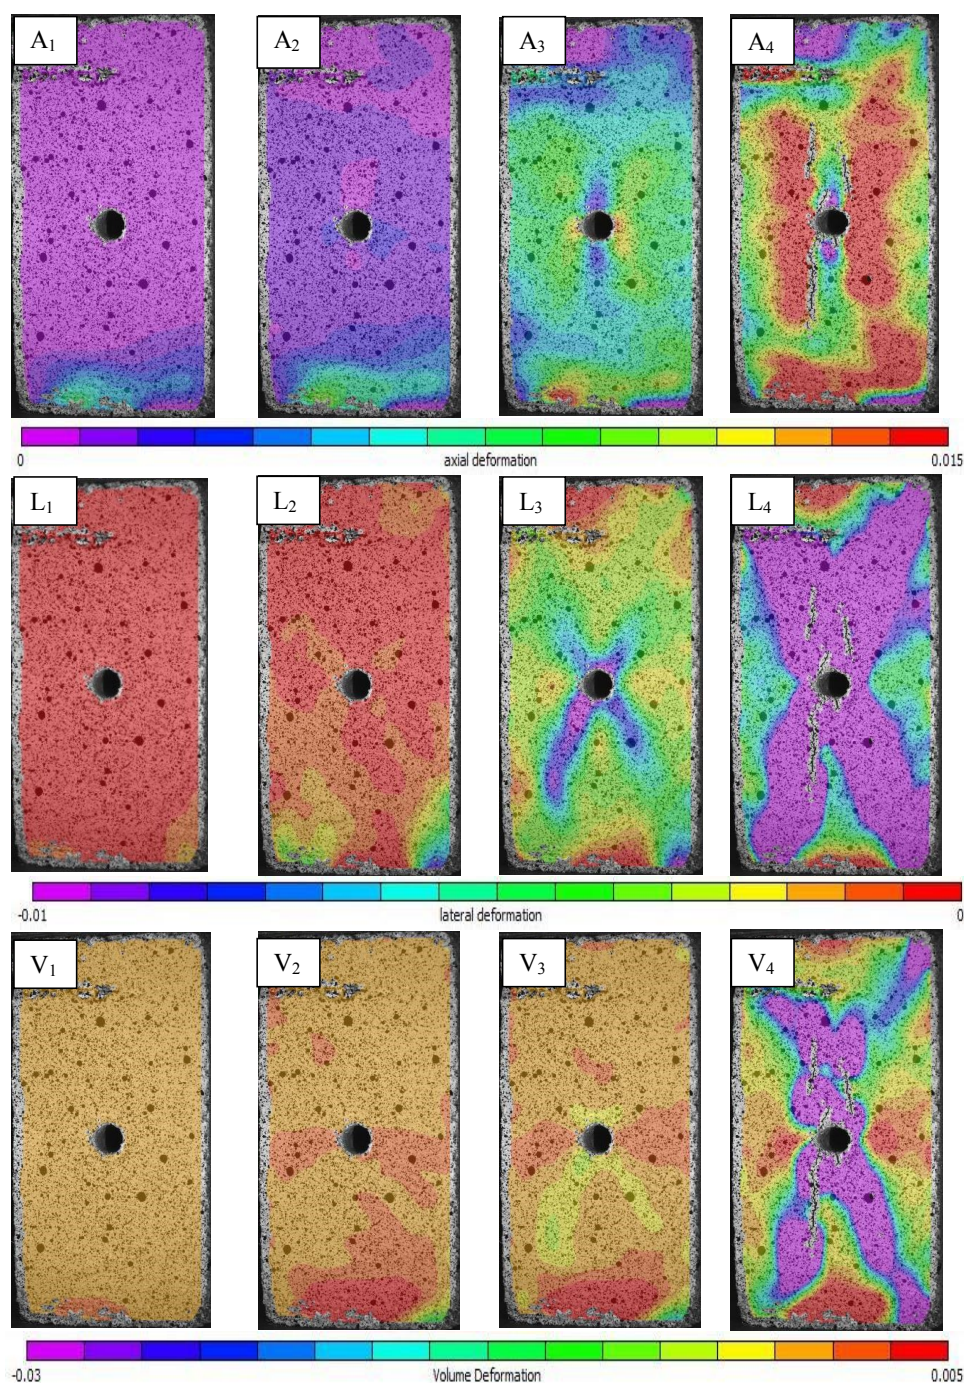 A₁ A₂ A₃ A₄
0 axial deformation 0.015
L₁ L₂ L₃ L₄
-0.01 lateral deformation 0
V₁ V₂ V₃ V₄
-0.03 Volume Deformation 0.005